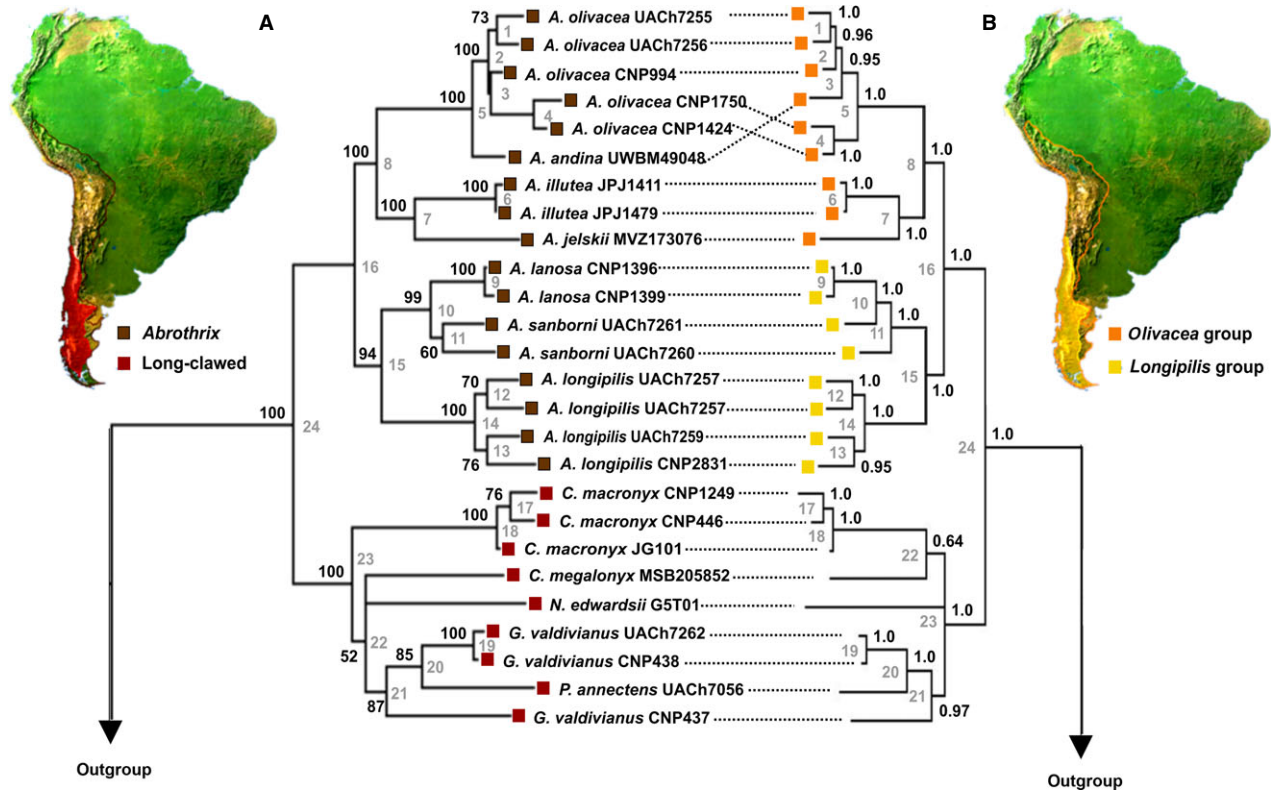 A
B
Abrothrix
Long-clawed
Olivacea group
Longipilis group
A. olivacea UACh7255
A. olivacea UACh7256
A. olivacea CNP994
A. olivacea CNP1750
A. olivacea CNP1424
A. andina UWBM49048
A. illutea JPJ1411
A. illutea JPJ1479
A. jelskii MVZ173076
A. lanosa CNP1396
A. lanosa CNP1399
A. sanborni UACh7261
A. sanborni UACh7260
A. longipilis UACh7257
A. longipilis UACh7257
A. longipilis UACh7259
A. longipilis CNP2831
C. macronyx CNP1249
C. macronyx CNP446
C. macronyx JG101
C. megalonyx MSB205852
N. edwardsii G5T01
G. valdivianus UACh7262
G. valdivianus CNP438
P. annectens UACh7056
G. valdivianus CNP437
73
1
2
100
3
100
4
5
100
8
100
6
7
16
100
9
99
10
11
60
94
15
70
12
100
14
13
76
100
24
76
17
100
18
23
100
22
52
100
19
85
20
21
87
1.0
1
0.96
2
0.95
3
1.0
5
4
1.0
8
1.0
1.0
6
7
1.0
1.0
16
1.0
9
10
1.0
11
15
1.0
1.0
12
1.0
14
13
0.95
24
1.0
1.0
17
1.0
18
0.64
22
1.0
23
1.0
19
1.0
20
21
0.97
Outgroup
Outgroup